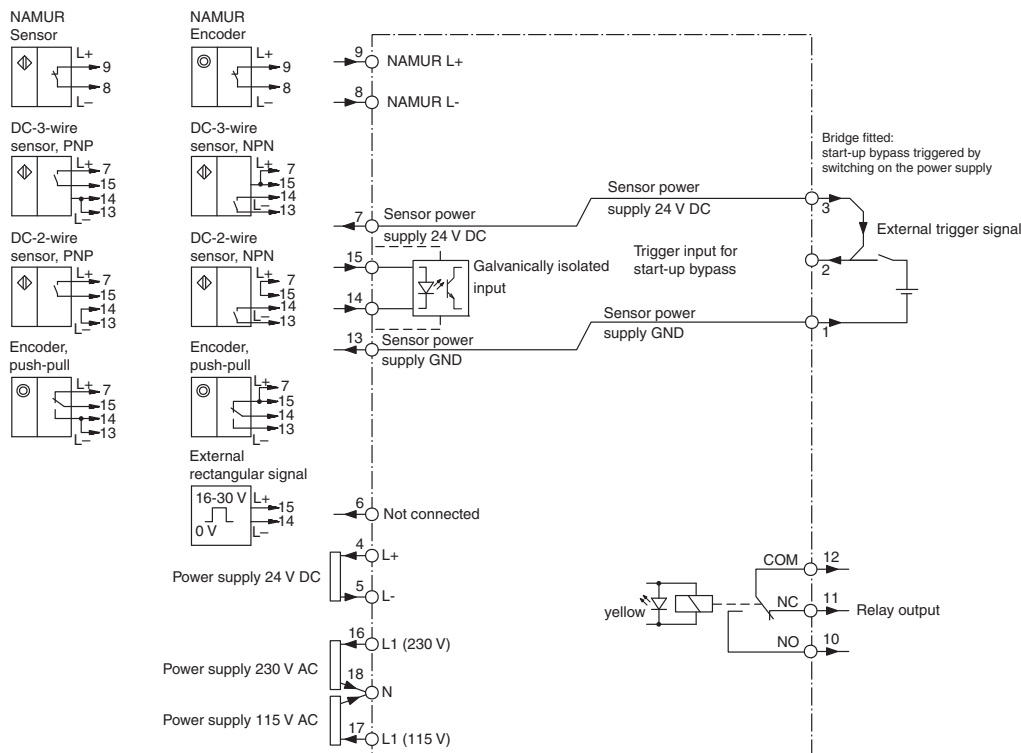 NAMUR
Sensor
L+
9
8
L–
NAMUR
Encoder
L+
9
8
L–
9
NAMUR L+
8
NAMUR L-
DC-3-wire
sensor, PNP
L+
7
15
14
13
L–
DC-3-wire
sensor, NPN
L+
7
15
14
13
L–
Bridge fitted:
start-up bypass triggered by
switching on the power supply
7
Sensor power
supply 24 V DC
Sensor power
supply 24 V DC
3
External trigger signal
DC-2-wire
sensor, PNP
L+
7
15
14
13
L–
DC-2-wire
sensor, NPN
L+
7
15
14
13
L–
15
14
Galvanically isolated
input
Trigger input for
start-up bypass
2
13
Sensor power
supply GND
Sensor power
supply GND
1
Encoder,
push-pull
L+
7
15
14
13
L–
Encoder,
push-pull
L+
7
15
14
13
L–
External
rectangular signal
16-30 V
0 V
L+
15
14
L–
6
Not connected
4
L+
Power supply 24 V DC
5
L-
16
L1 (230 V)
Power supply 230 V AC
18
N
Power supply 115 V AC
17
L1 (115 V)
yellow
COM
12
NC
11
Relay output
NO
10